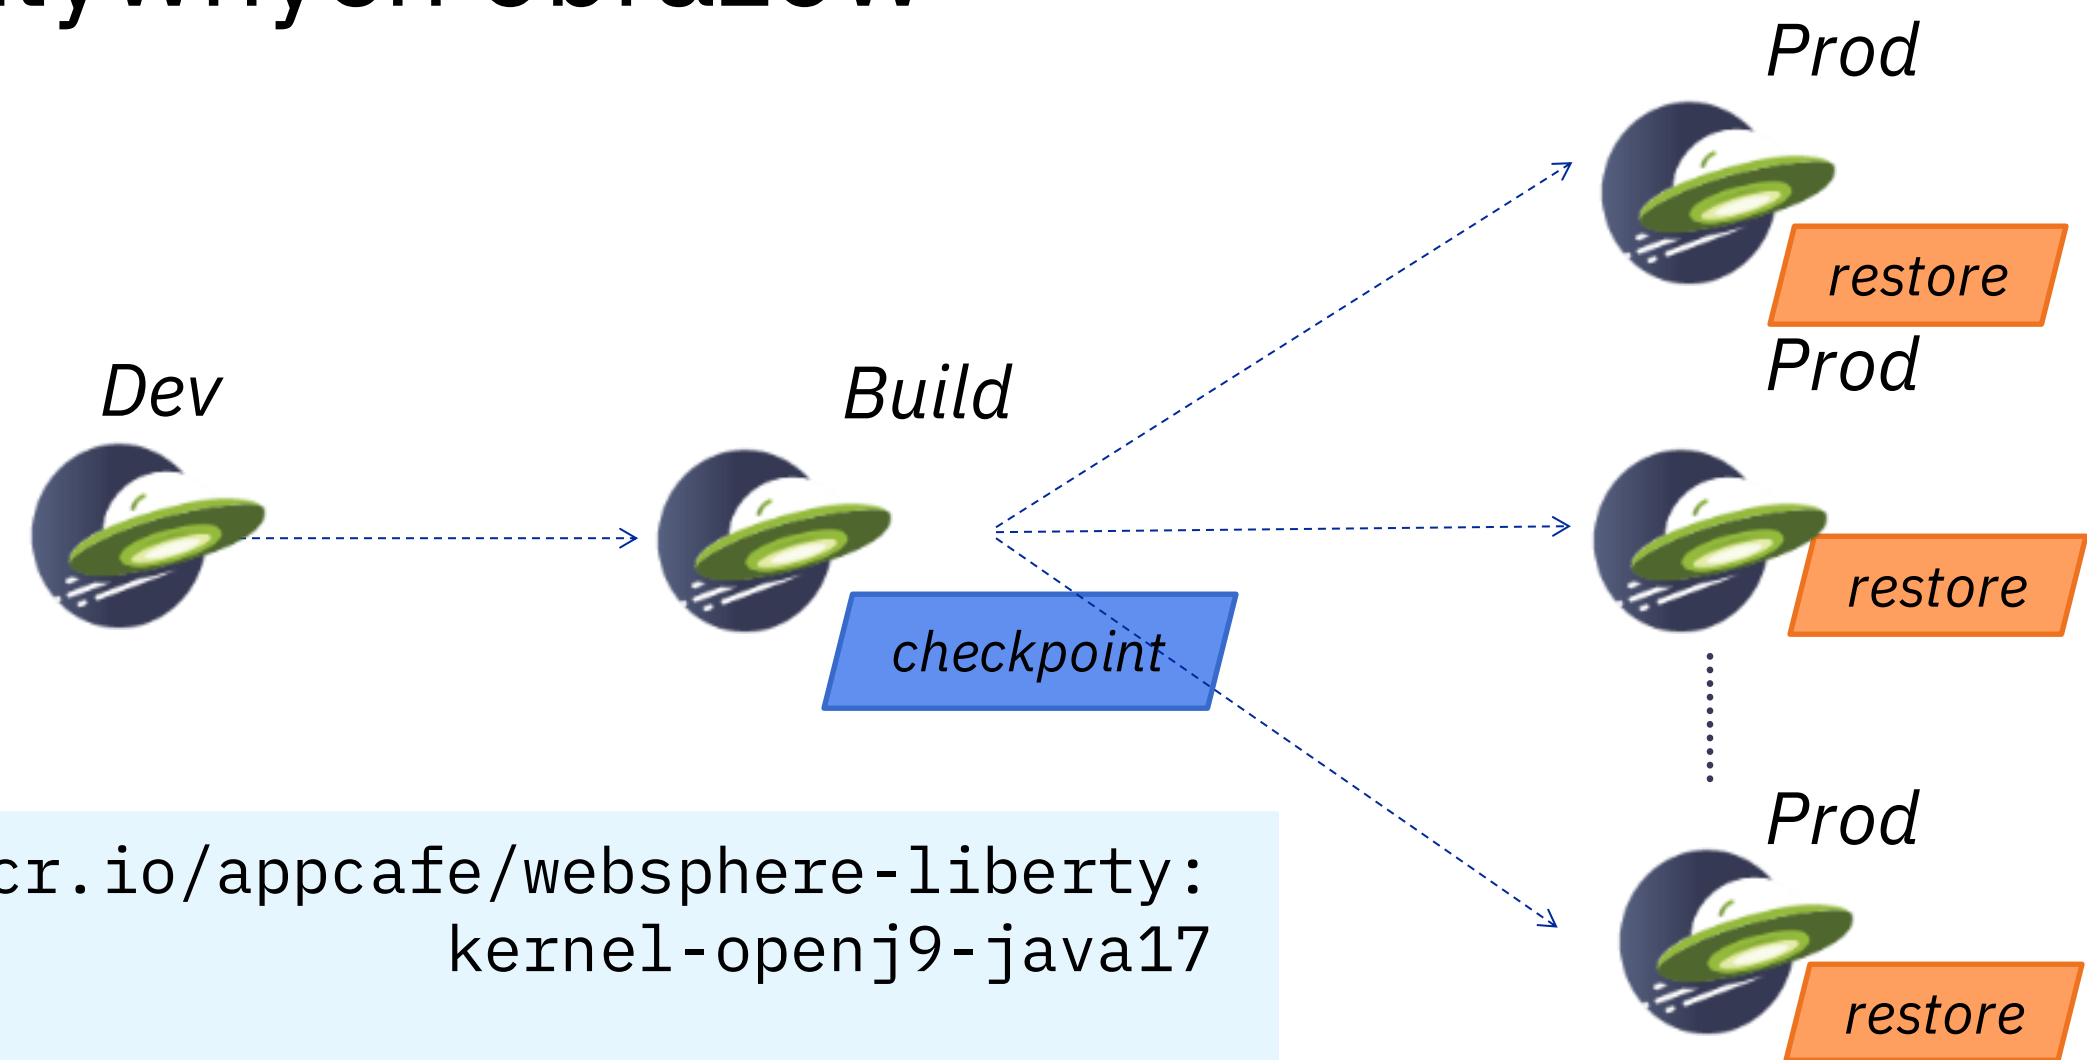 Prod
restore
Prod
Dev
Build
restore
checkpoint
Prod
cr.io/appcafe/websphere-liberty:
kernel-openj9-java17
restore